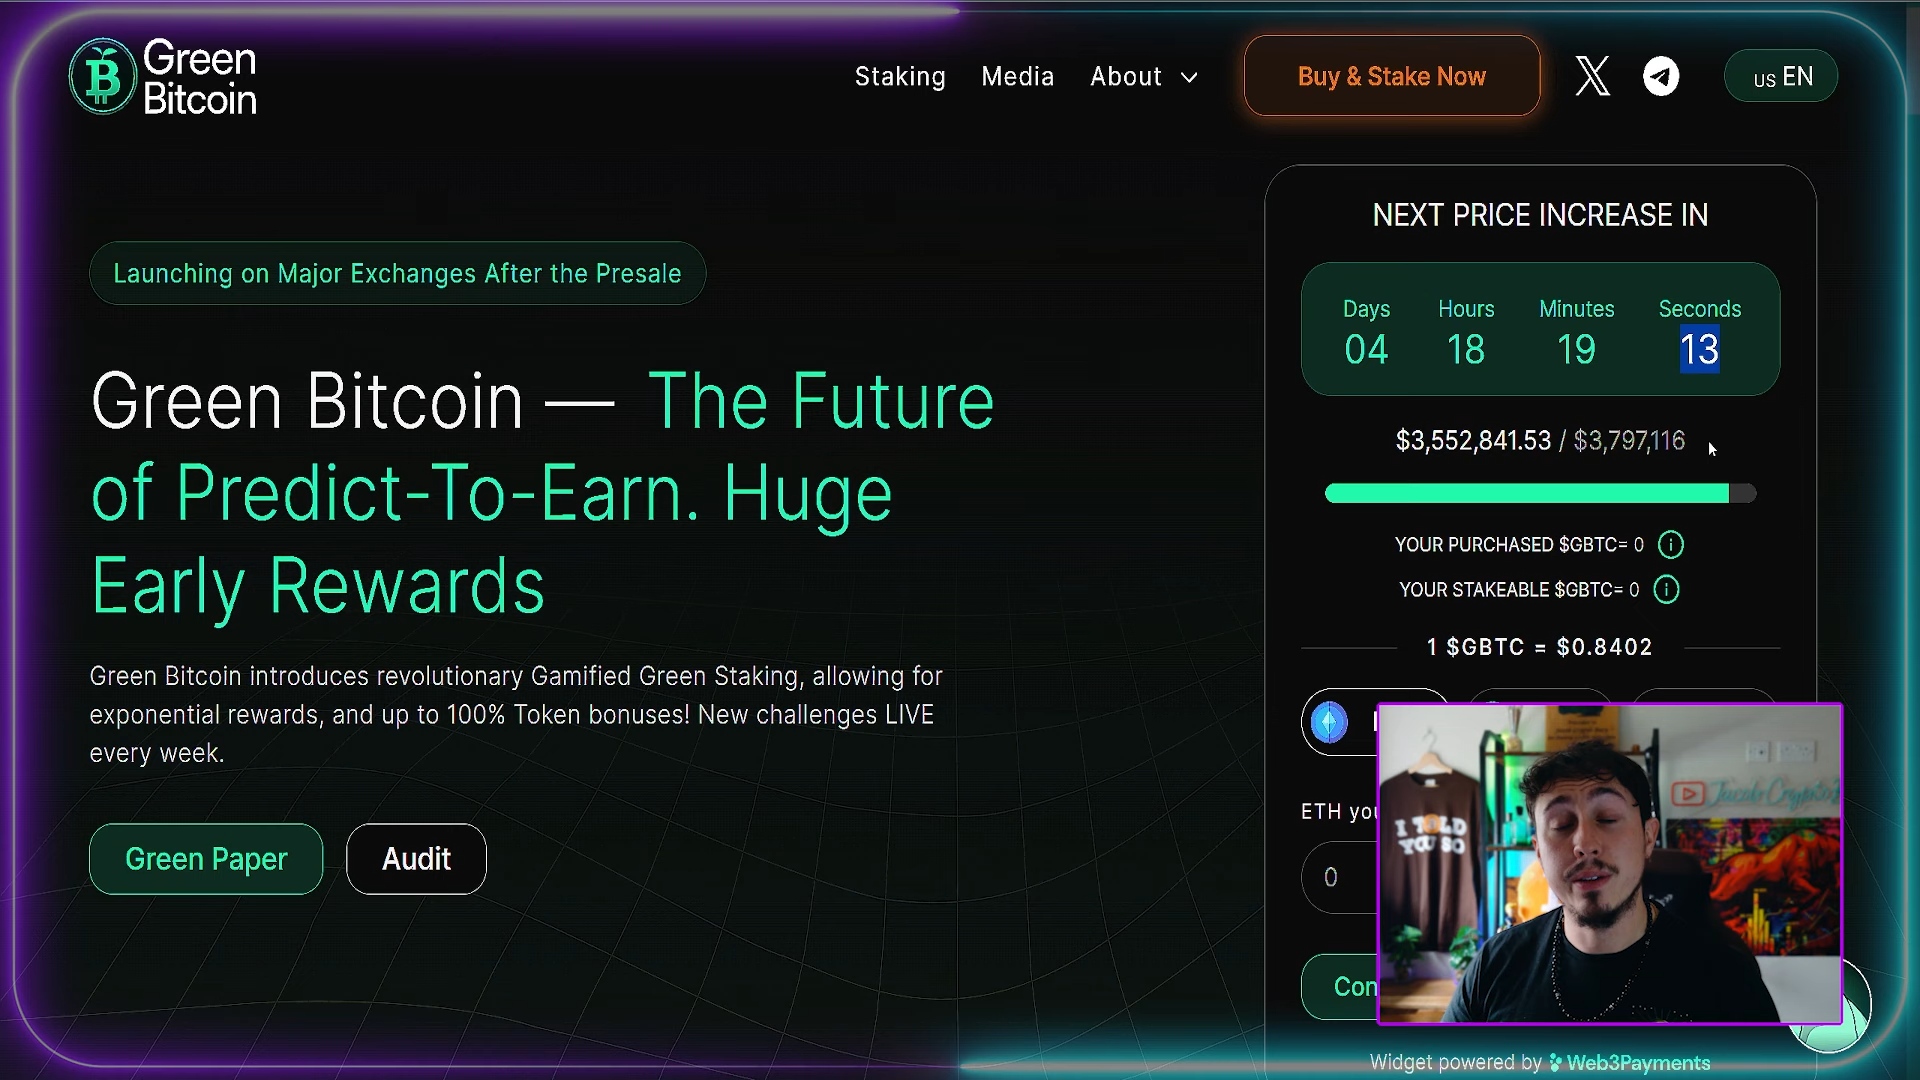 Green
Bitcoin
Staking
Media
About
Buy & Stake Now
US EN
Launching on Major Exchanges After the Presale
Green Bitcoin — The Future
of Predict-To-Earn. Huge
Early Rewards
Green Bitcoin introduces revolutionary Gamified Green Staking, allowing for
exponential rewards, and up to 100% Token bonuses! New challenges LIVE
every week.
Green Paper
Audit
NEXT PRICE INCREASE IN
Days Hours Minutes Seconds
04 18 19 13
$3,552,841.53 / $3,797,116
YOUR PURCHASED $GBTC= 0
YOUR STAKEABLE $GBTC= 0
1 $GBTC = $0.8402
ETH
0
I TOLD
YOU SO
Widget powered by Web3Payments